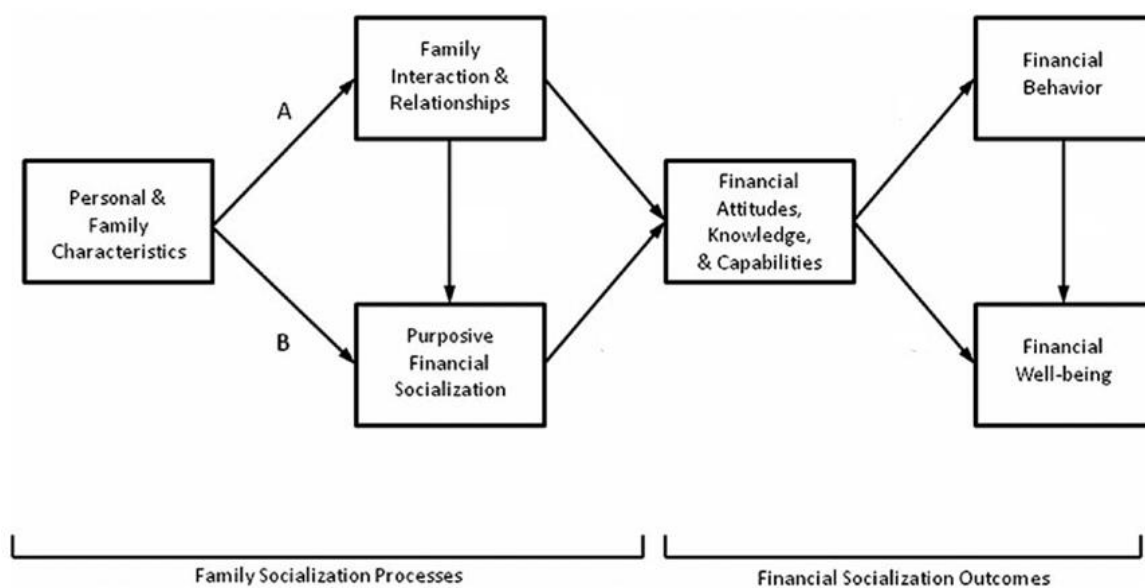 Family
Interaction &
Relationships
Financial
Behavior
A
Personal &
Family
Characteristics
Financial
Attitudes,
Knowledge,
& Capabilities
B
Purposive
Financial
Socialization
Financial
Well-being
Family Socialization Processes
Financial Socialization Outcomes